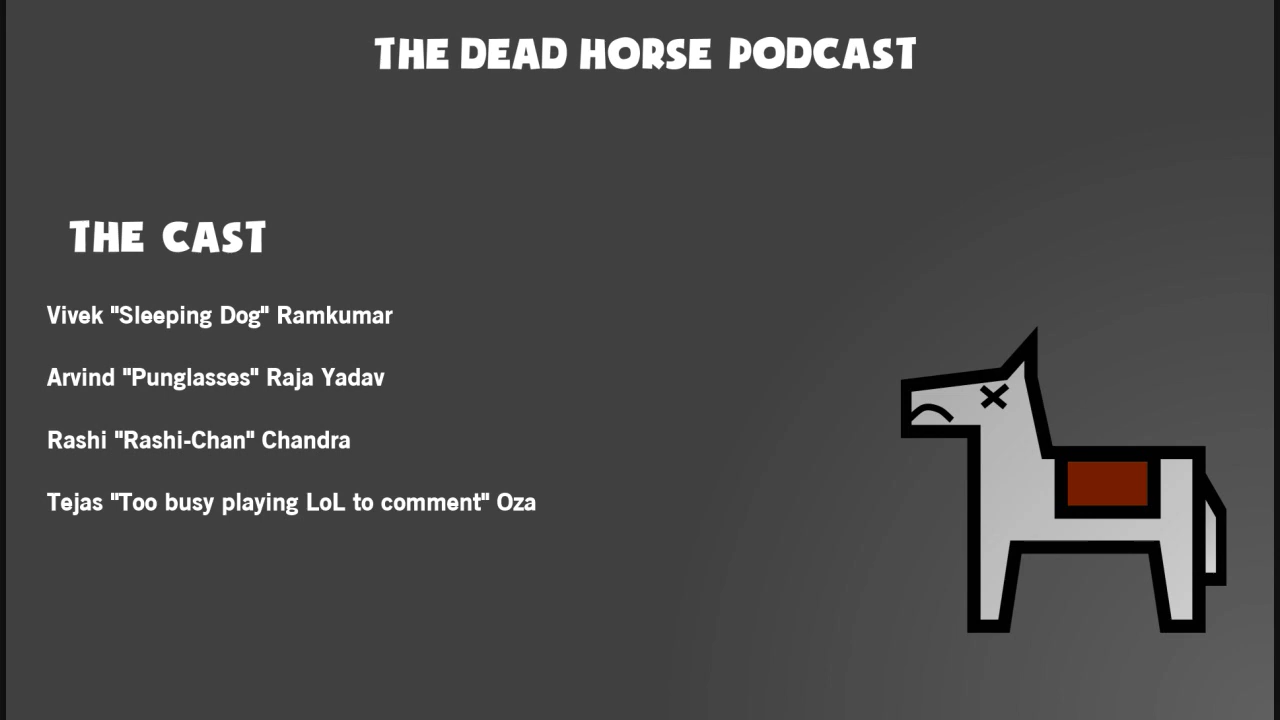 THE DEAD HORSE PODCAST
THE CAST
Vivek "Sleeping Dog" Ramkumar
Arvind "Punglasses" Raja Yadav
Rashi "Rashi-Chan" Chandra
Tejas "Too busy playing LoL to comment" Oza